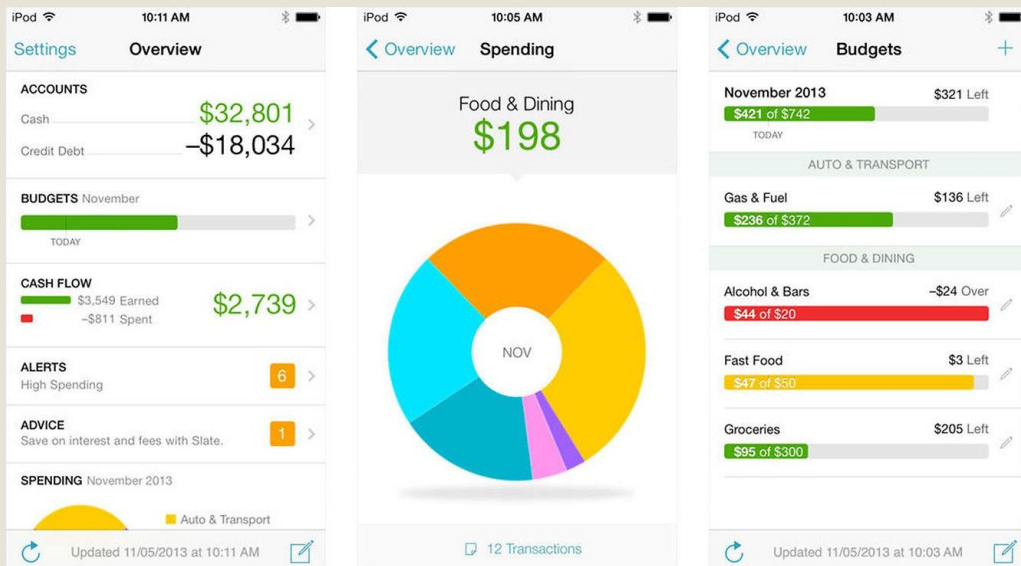 iPod 10:11 AM
Settings Overview
ACCOUNTS
Cash $32,801
Credit Debt –$18,034
BUDGETS November
TODAY
CASH FLOW
$3,549 Earned
–$811 Spent
$2,739
ALERTS
High Spending
6
ADVICE
Save on interest and fees with Slate.
1
SPENDING November 2013
Auto & Transport
Updated 11/05/2013 at 10:11 AM
iPod 10:05 AM
Overview Spending
Food & Dining
$198
NOV
12 Transactions
iPod 10:03 AM
Overview Budgets +
November 2013 $321 Left
$421 of $742
TODAY
AUTO & TRANSPORT
Gas & Fuel $136 Left
$236 of $372
FOOD & DINING
Alcohol & Bars –$24 Over
$44 of $20
Fast Food $3 Left
$47 of $50
Groceries $205 Left
$95 of $300
Updated 11/05/2013 at 10:03 AM